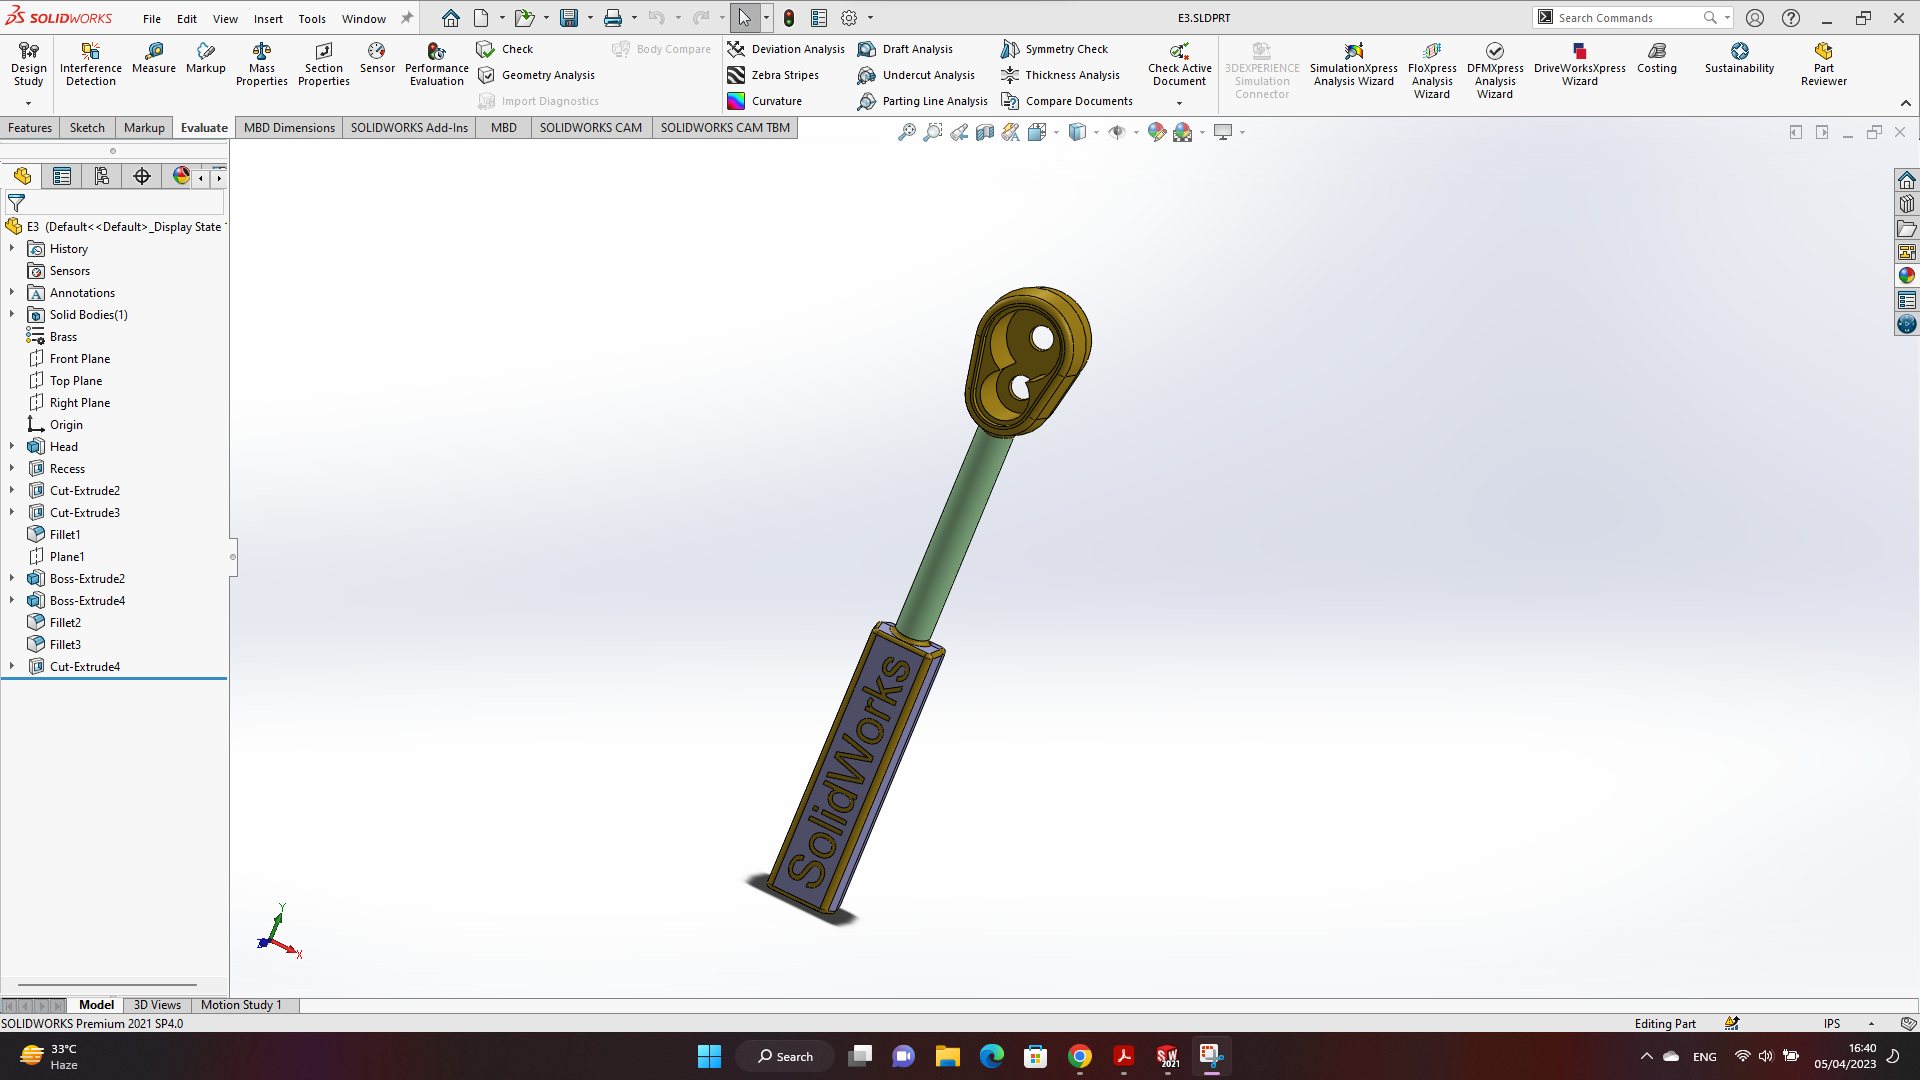 SOLIDWORKS File Edit View Insert Tools Window E3.SLDPRT Search Commands
Design Study
Interference Detection
Measure
Markup
Mass Properties
Section Properties
Sensor
Performance Evaluation
Check
Geometry Analysis
Import Diagnostics
Body Compare
Deviation Analysis
Zebra Stripes
Curvature
Draft Analysis
Undercut Analysis
Parting Line Analysis
Symmetry Check
Thickness Analysis
Compare Documents
Check Active Document
3DEXPERIENCE Simulation Connector
SimulationXpress Analysis Wizard
FloXpress Analysis Wizard
DFMXpress Analysis Wizard
DriveWorksXpress Wizard
Costing
Sustainability
Part Reviewer
Features Sketch Markup Evaluate MBD Dimensions SOLIDWORKS Add-Ins MBD SOLIDWORKS CAM SOLIDWORKS CAM TBM
E3 (Default<<Default>_Display State
History
Sensors
Annotations
Solid Bodies(1)
Brass
Front Plane
Top Plane
Right Plane
Origin
Head
Recess
Cut-Extrude2
Cut-Extrude3
Fillet1
Plane1
Boss-Extrude2
Boss-Extrude4
Fillet2
Fillet3
Cut-Extrude4
SolidWorks
Y
X
Z
Model 3D Views Motion Study 1
SOLIDWORKS Premium 2021 SP4.0 Editing Part IPS
33°C
Haze
Search
SW
2021
ENG
16:40
05/04/2023